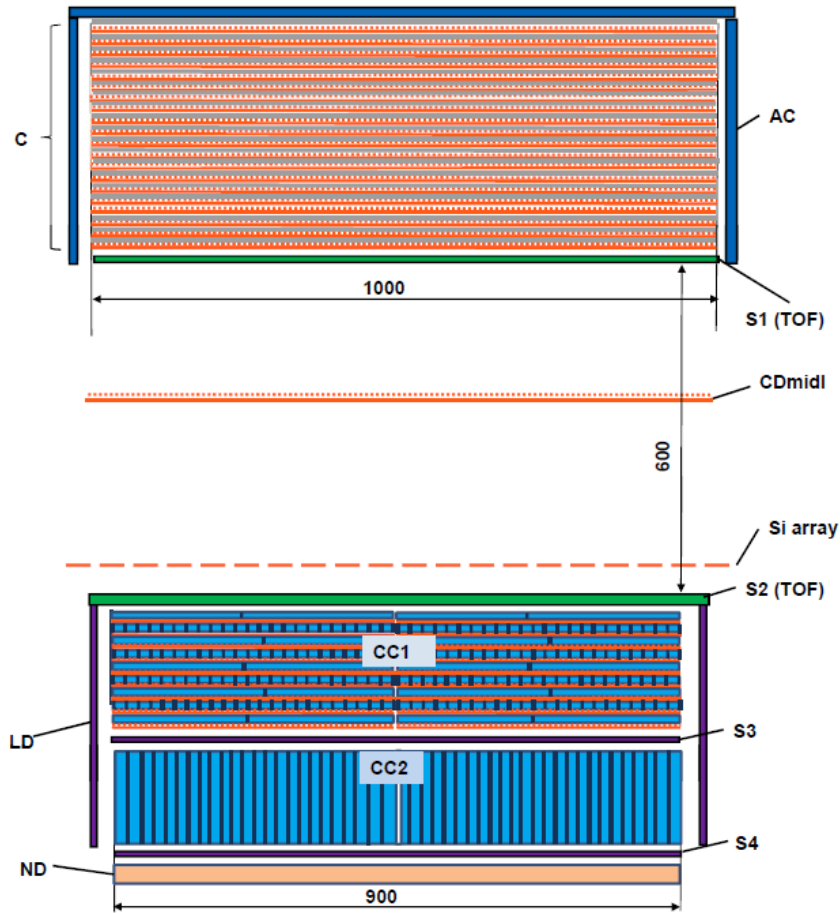 C
AC
1000
S1 (TOF)
CDmidl
600
Si array
S2 (TOF)
CC1
LD
S3
CC2
S4
ND
900